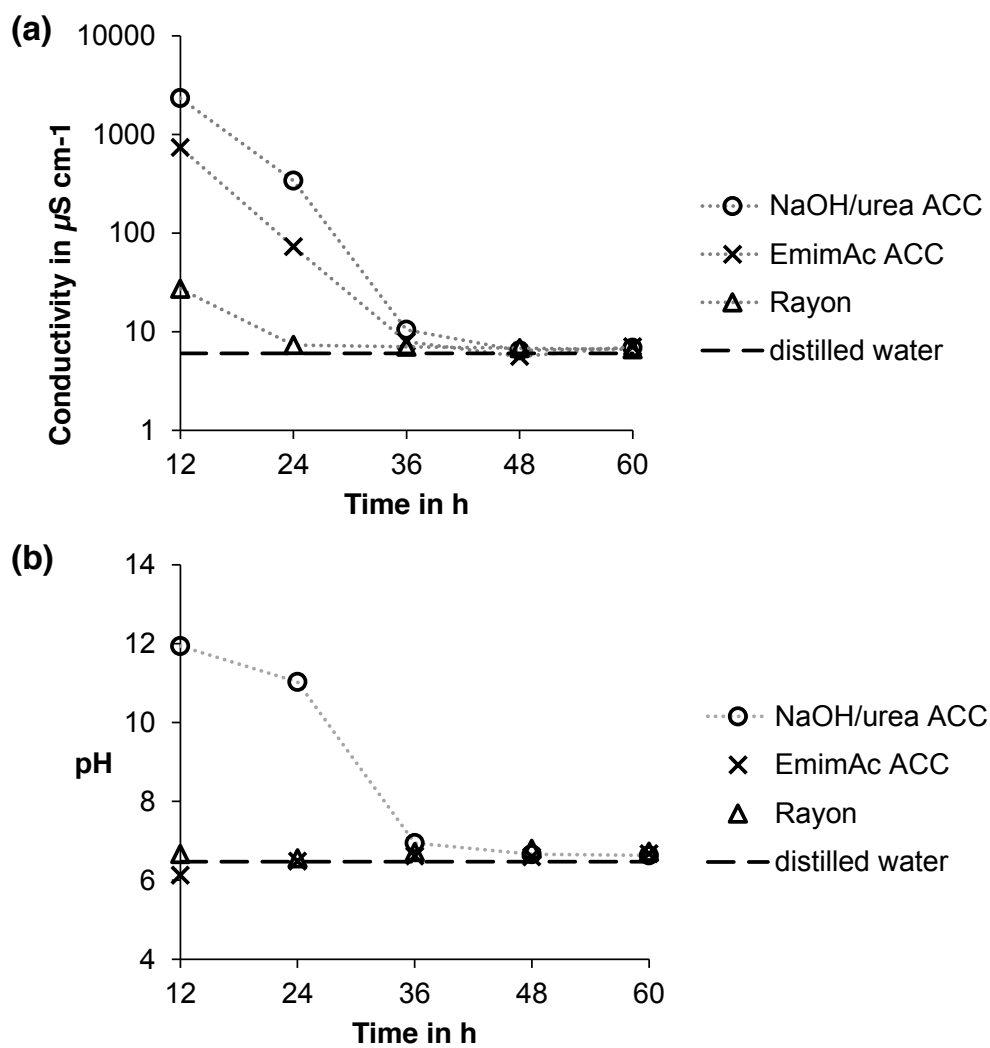 (a)
10000
1000
100
10
1
Conductivity in µS cm-1
12 24 36 48 60
Time in h
NaOH/urea ACC
EmimAc ACC
Rayon
distilled water
(b)
14
12
10
8
6
4
pH
12 24 36 48 60
Time in h
NaOH/urea ACC
EmimAc ACC
Rayon
distilled water